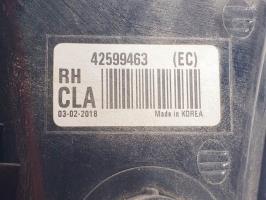 42599463 (EC)
RH
CLA
03-02-2018 Made in KOREA